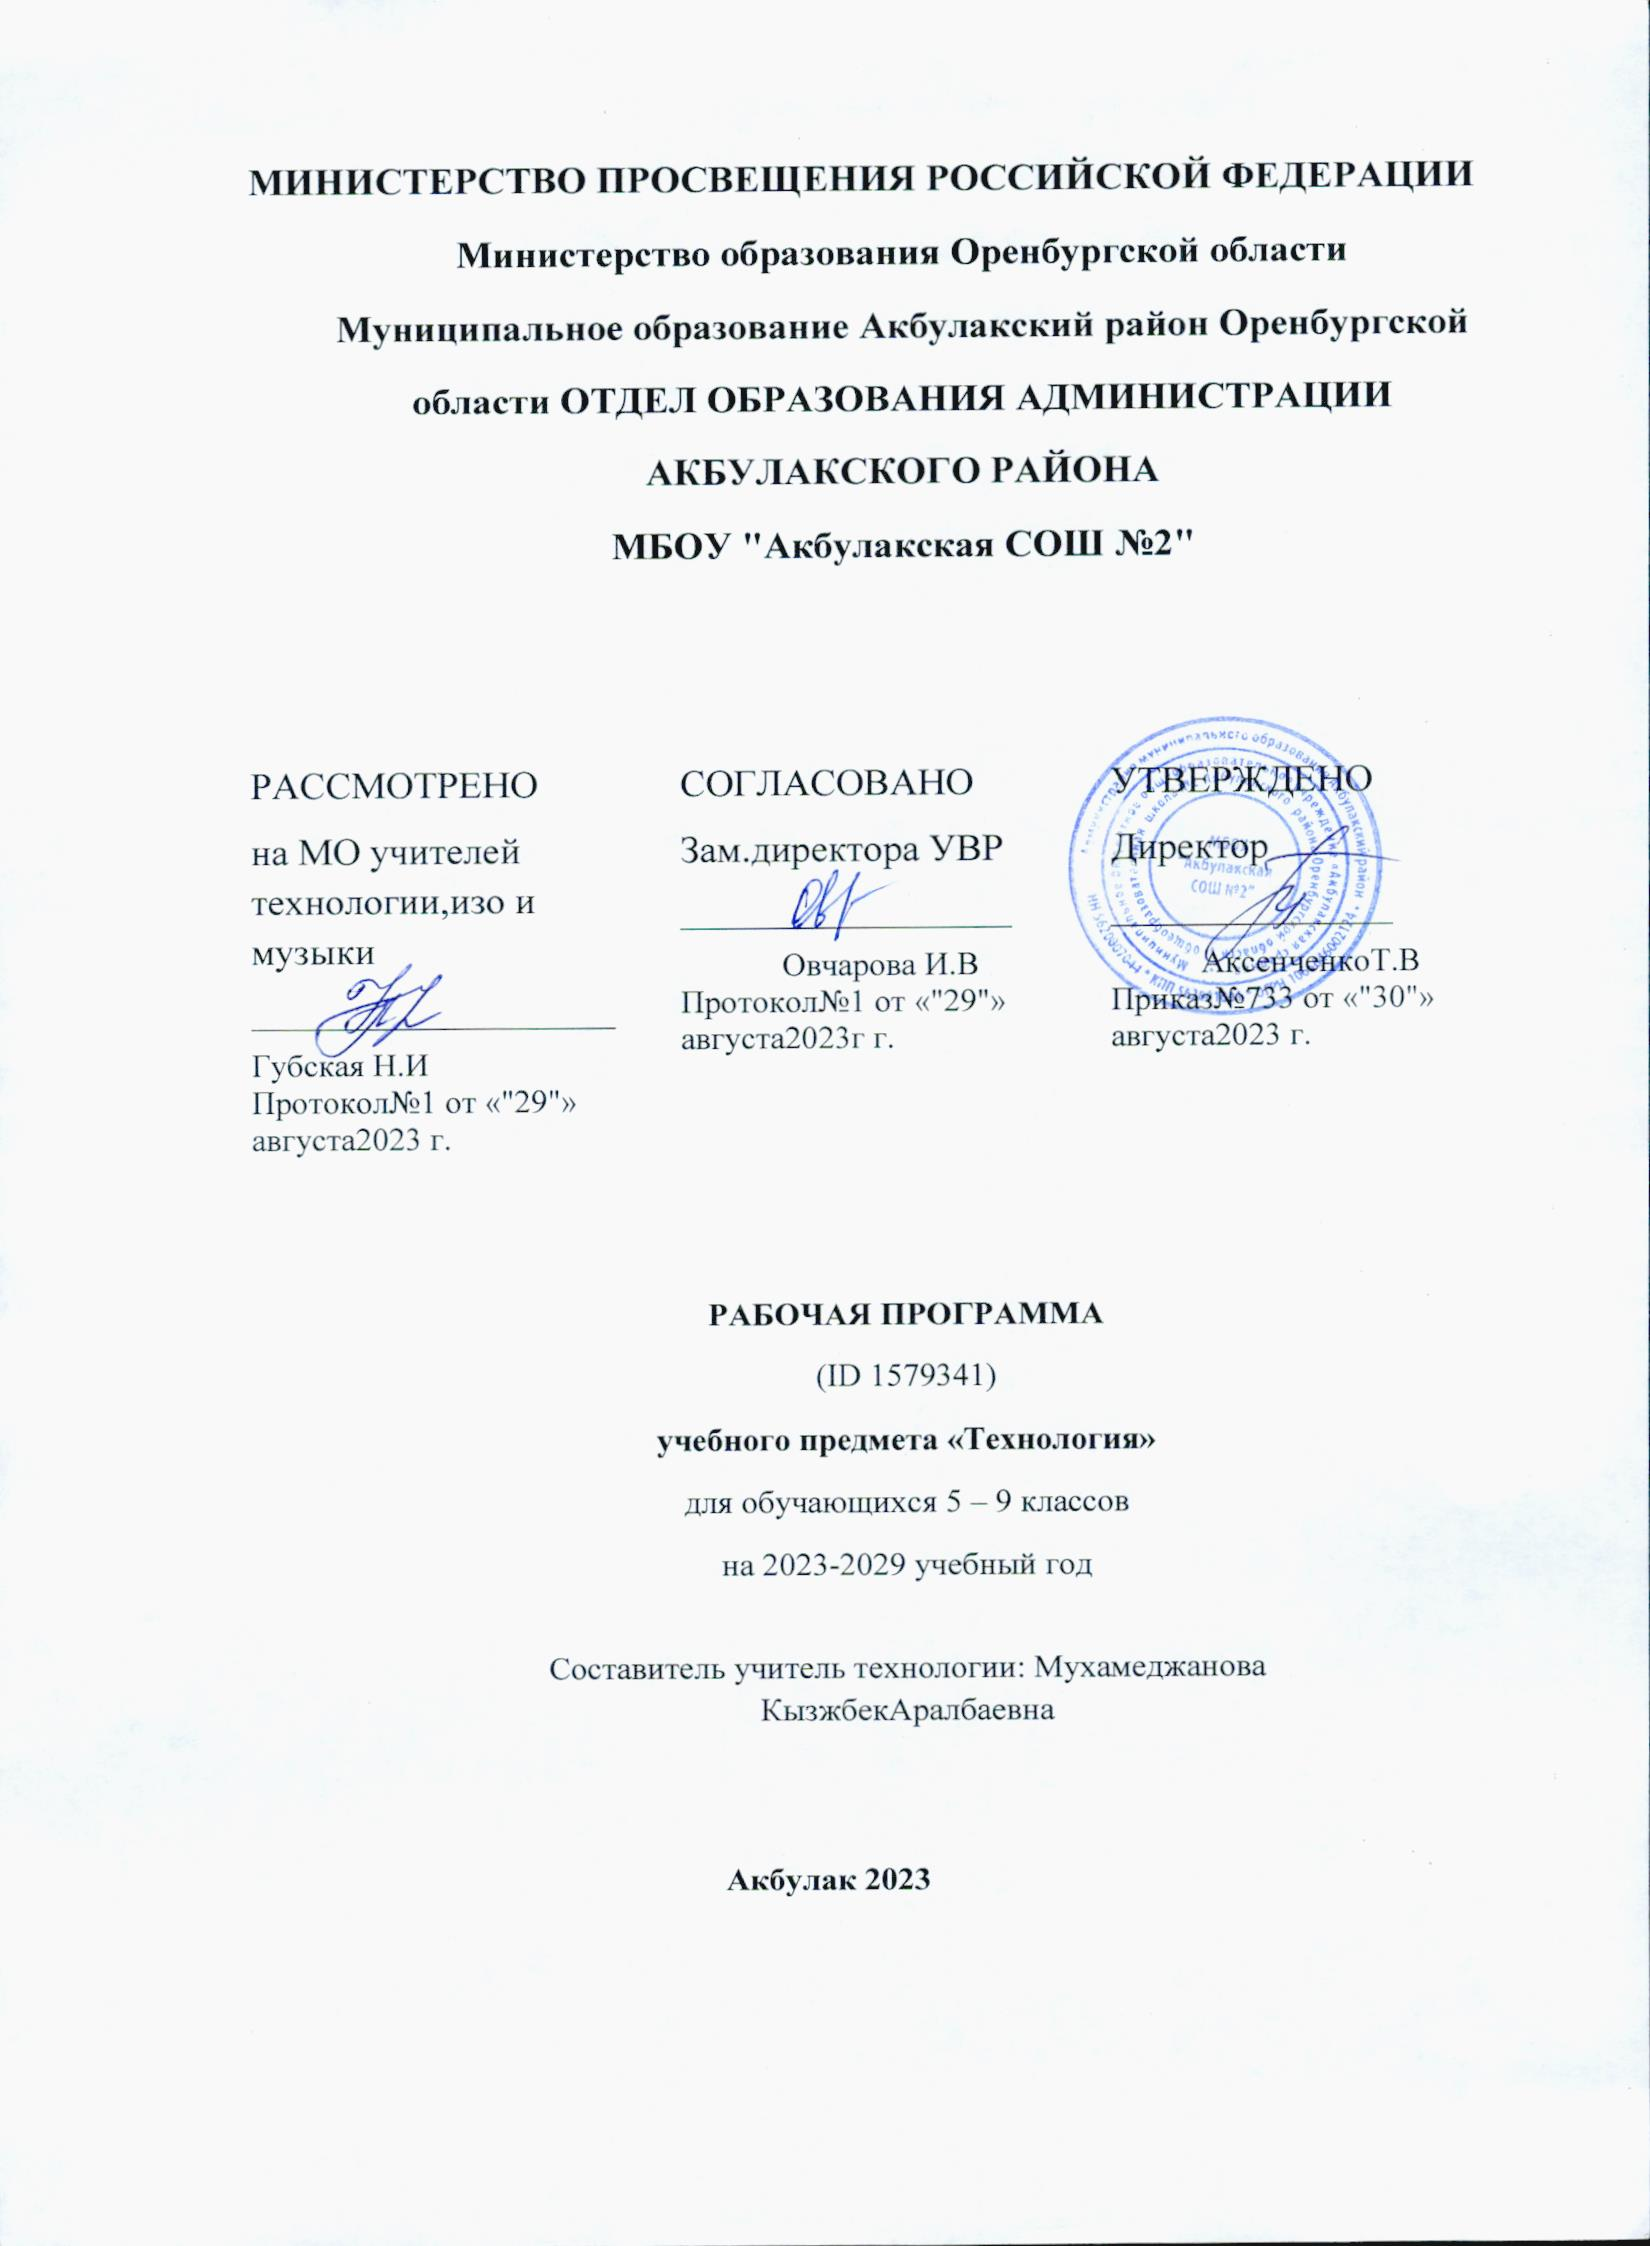 МИНИСТЕРСТВО ПРОСВЕЩЕНИЯ РОССИЙСКОЙ ФЕДЕРАЦИИ
Министерство образования Оренбургской области
Муниципальное образование Акбулакский район Оренбургской
области ОТДЕЛ ОБРАЗОВАНИЯ АДМИНИСТРАЦИИ
АКБУЛАКСКОГО РАЙОНА
МБОУ "Акбулакская СОШ №2"
РАССМОТРЕНО
на МО учителей
технологии,изо и
музыки
Губская Н.И
Протокол№1 от «"29"»
августа2023 г.
СОГЛАСОВАНО
Зам.директора УВР
Овчарова И.В
Протокол№1 от «"29"»
августа2023г г.
УТВЕРЖДЕНО
Директор
АксенченкоТ.В
Приказ№733 от «"30"»
августа2023 г.
МБОУ
"Акбулакская
СОШ №2"
РАБОЧАЯ ПРОГРАММА
(ID 1579341)
учебного предмета «Технология»
для обучающихся 5 – 9 классов
на 2023-2029 учебный год
Составитель учитель технологии: Мухамеджанова
КызжбекАралбаевна
Акбулак 2023